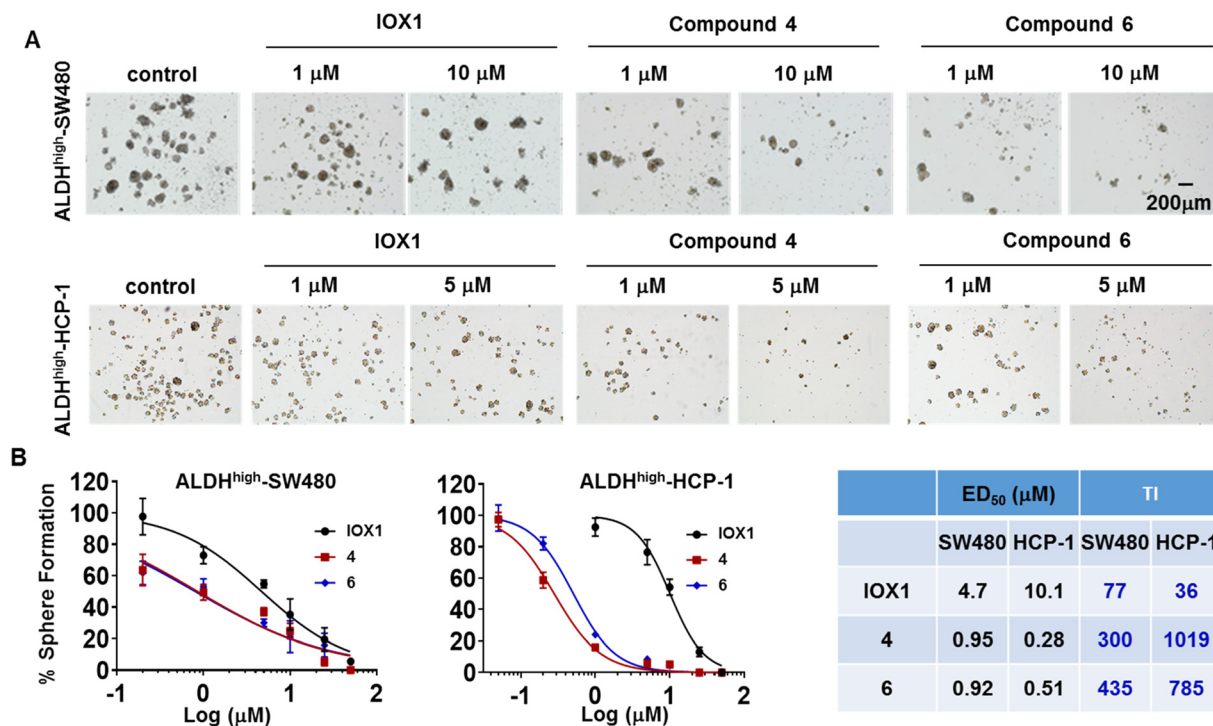 A
IOX1 Compound 4 Compound 6
control 1 μM 10 μM 1 μM 10 μM 1 μM 10 μM
ALDHhigh-SW480
200μm
IOX1 Compound 4 Compound 6
control 1 μM 5 μM 1 μM 5 μM 1 μM 5 μM
ALDHhigh-HCP-1
B
ALDHhigh-SW480
% Sphere Formation
120
100
80
60
40
20
0
-1 0 1 2
Log (μM)
IOX1
4
6
ALDHhigh-HCP-1
120
100
80
60
40
20
0
-1 0 1 2
Log (μM)
IOX1
4
6
ED50 (μM) TI
SW480 HCP-1 SW480 HCP-1
IOX1 4.7 10.1 77 36
4 0.95 0.28 300 1019
6 0.92 0.51 435 785